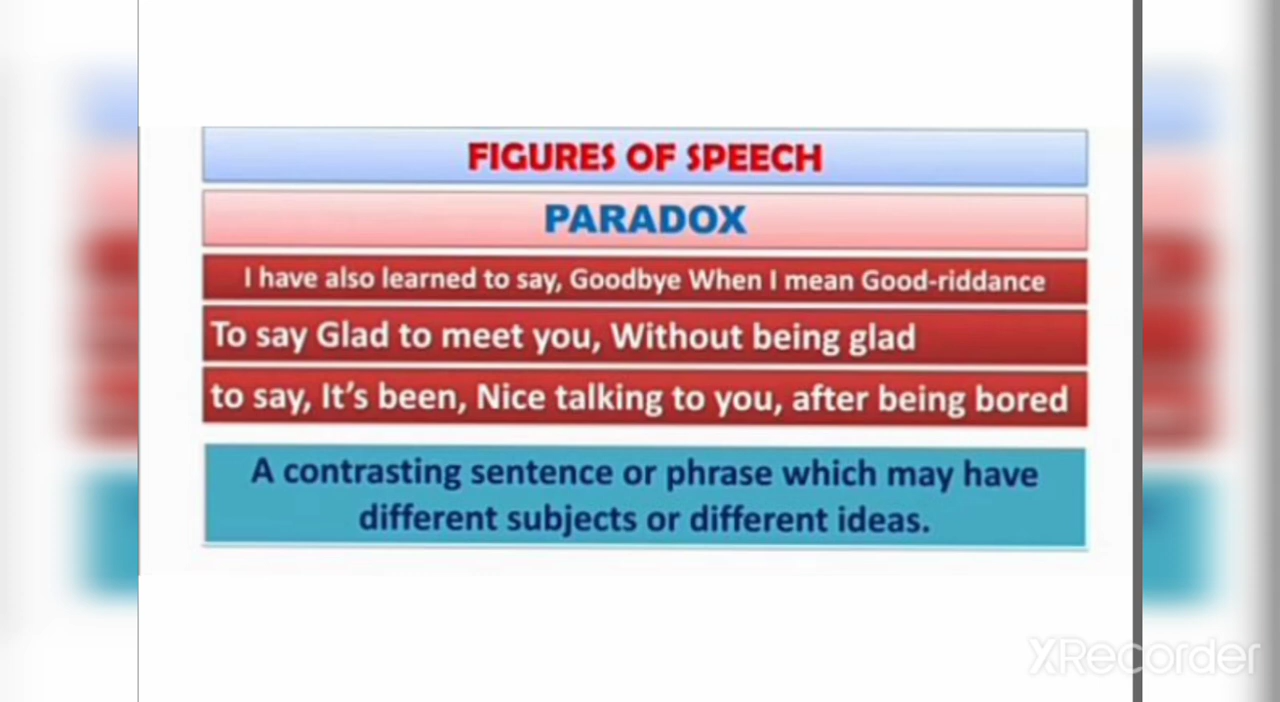 FIGURES OF SPEECH
PARADOX
I have also learned to say, Goodbye When I mean Good-riddance
To say Glad to meet you, Without being glad
to say, It's been, Nice talking to you, after being bored
A contrasting sentence or phrase which may have
different subjects or different ideas.
XRecorder